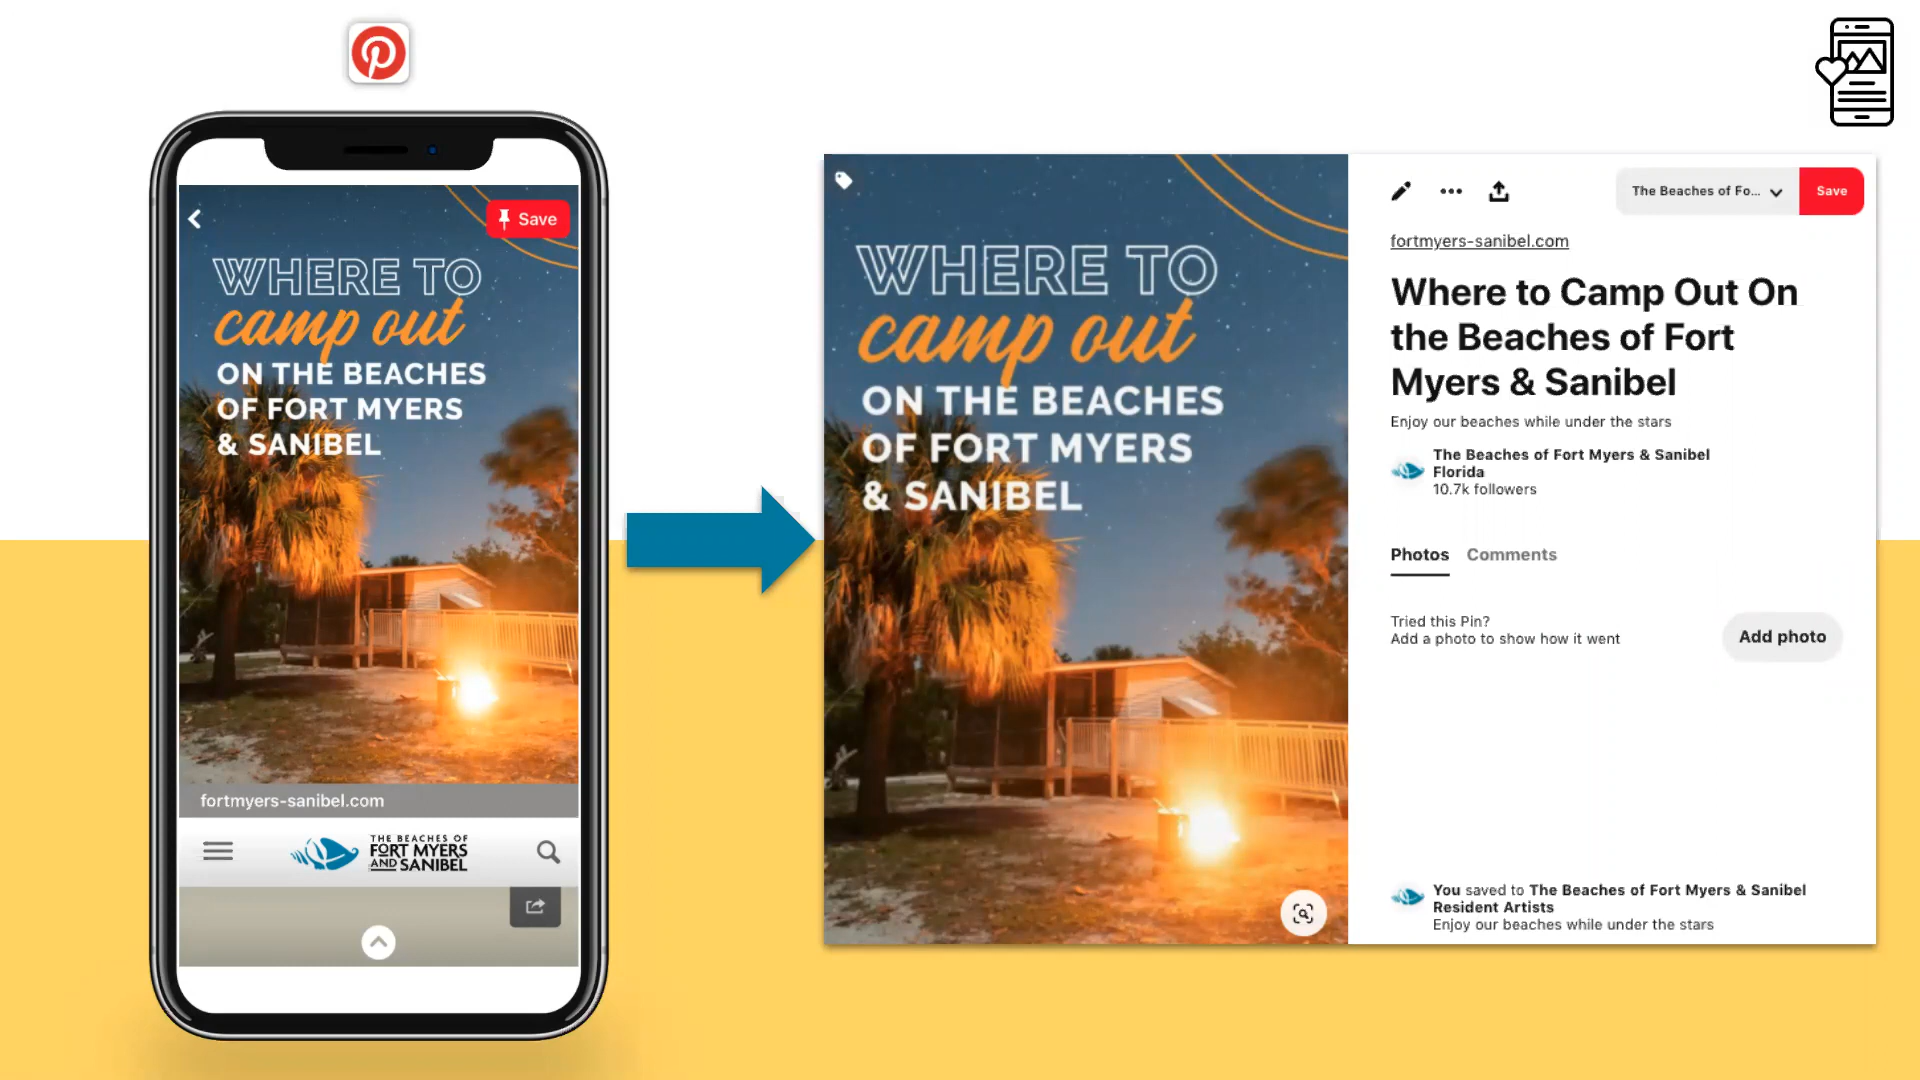 Save
WHERE TO
camp out
ON THE BEACHES
OF FORT MYERS
& SANIBEL
fortmyers-sanibel.com
THE BEACHES OF
FORT MYERS
AND SANIBEL
WHERE TO
camp out
ON THE BEACHES
OF FORT MYERS
& SANIBEL
The Beaches of Fo...
Save
fortmyers-sanibel.com
Where to Camp Out On
the Beaches of Fort
Myers & Sanibel
Enjoy our beaches while under the stars
The Beaches of Fort Myers & Sanibel
Florida
10.7k followers
Photos Comments
Tried this Pin?
Add a photo to show how it went
Add photo
You saved to The Beaches of Fort Myers & Sanibel
Resident Artists
Enjoy our beaches while under the stars